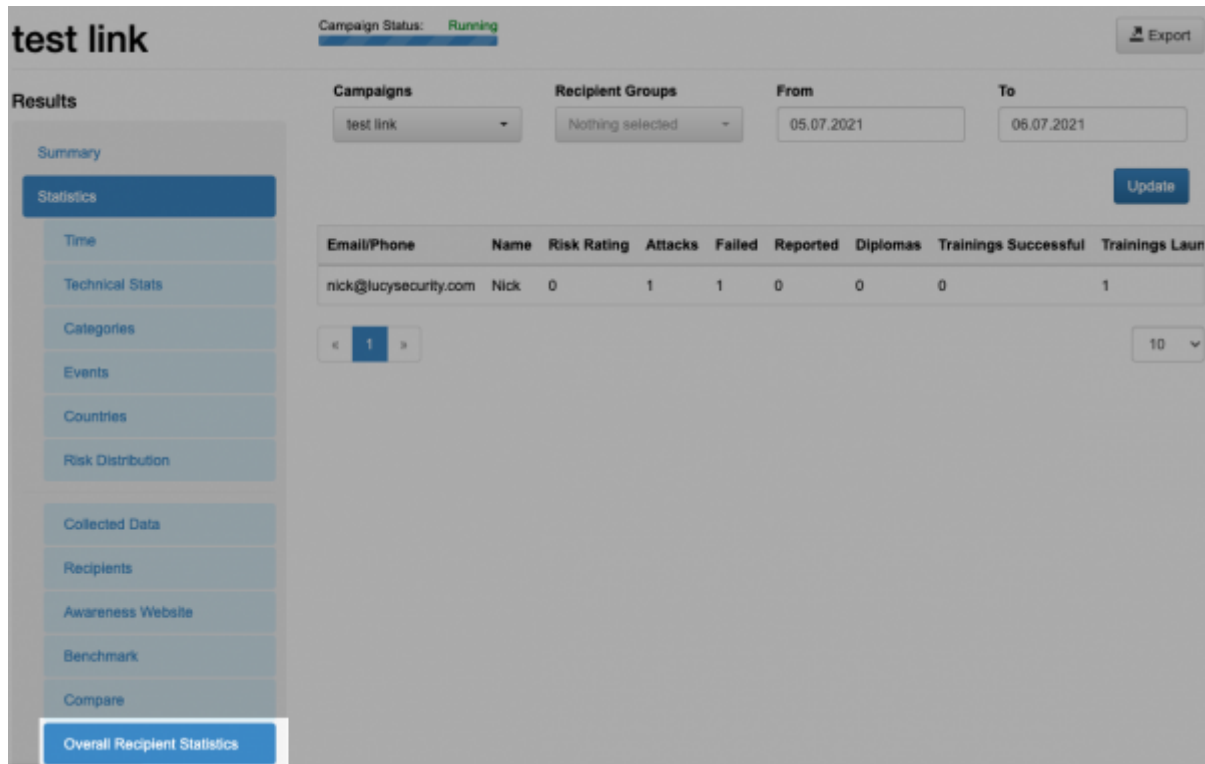 test link
Campaign Status: Running
Export
Results
Summary
Statistics
Time
Technical Stats
Categories
Events
Countries
Risk Distribution
Collected Data
Recipients
Awareness Website
Benchmark
Compare
Overall Recipient Statistics
Campaigns Recipient Groups From To
test link Nothing selected 05.07.2021 06.07.2021
Update
Email/Phone Name Risk Rating Attacks Failed Reported Diplomas Trainings Successful Trainings Laun
nick@lucysecurity.com Nick 0 1 1 0 0 0 1
« 1 » 10